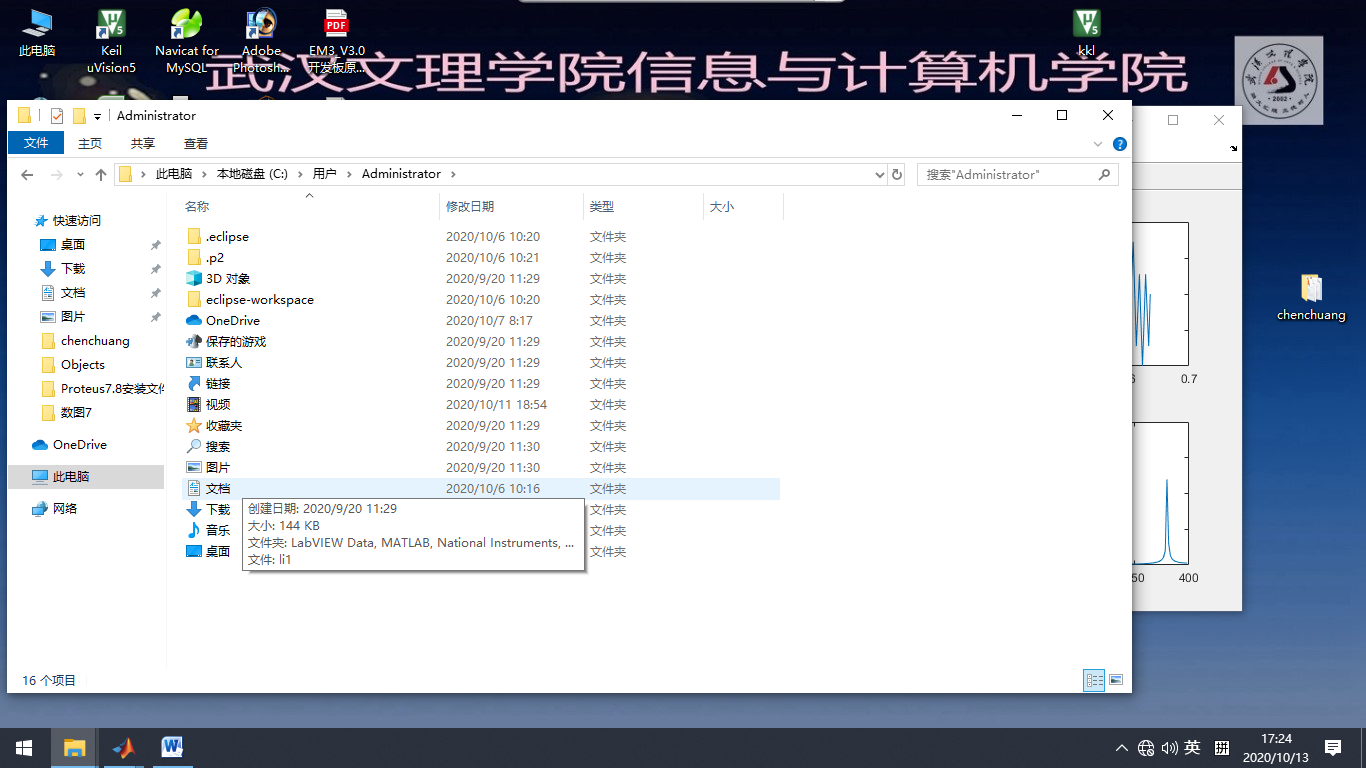 此电脑
Keil uVision5
Navicat for MySQL
Adobe Photosh...
EM3_V3.0 开发板原...
kkl
武汉文理学院信息与计算机学院
2002
Administrator
文件 主页 共享 查看
此电脑 本地磁盘 (C:) 用户 Administrator
搜索"Administrator"
名称 修改日期 类型 大小
快速访问
桌面
下载
文档
图片
chenchuang
Objects
Proteus7.8安装文件
数图7
OneDrive
此电脑
网络
.eclipse 2020/10/6 10:20 文件夹
.p2 2020/10/6 10:21 文件夹
3D 对象 2020/9/20 11:29 文件夹
eclipse-workspace 2020/10/6 10:20 文件夹
OneDrive 2020/10/7 8:17 文件夹
保存的游戏 2020/9/20 11:29 文件夹
联系人 2020/9/20 11:29 文件夹
链接 2020/9/20 11:29 文件夹
视频 2020/10/11 18:54 文件夹
收藏夹 2020/9/20 11:29 文件夹
搜索 2020/9/20 11:30 文件夹
图片 2020/9/20 11:30 文件夹
文档 2020/10/6 10:16 文件夹
下载 文件夹
音乐 文件夹
桌面 文件夹
创建日期: 2020/9/20 11:29
大小: 144 KB
文件夹: LabVIEW Data, MATLAB, National Instruments, ...
文件: li1
16 个项目
chenchuang
0.7
50 400
英 拼
17:24
2020/10/13